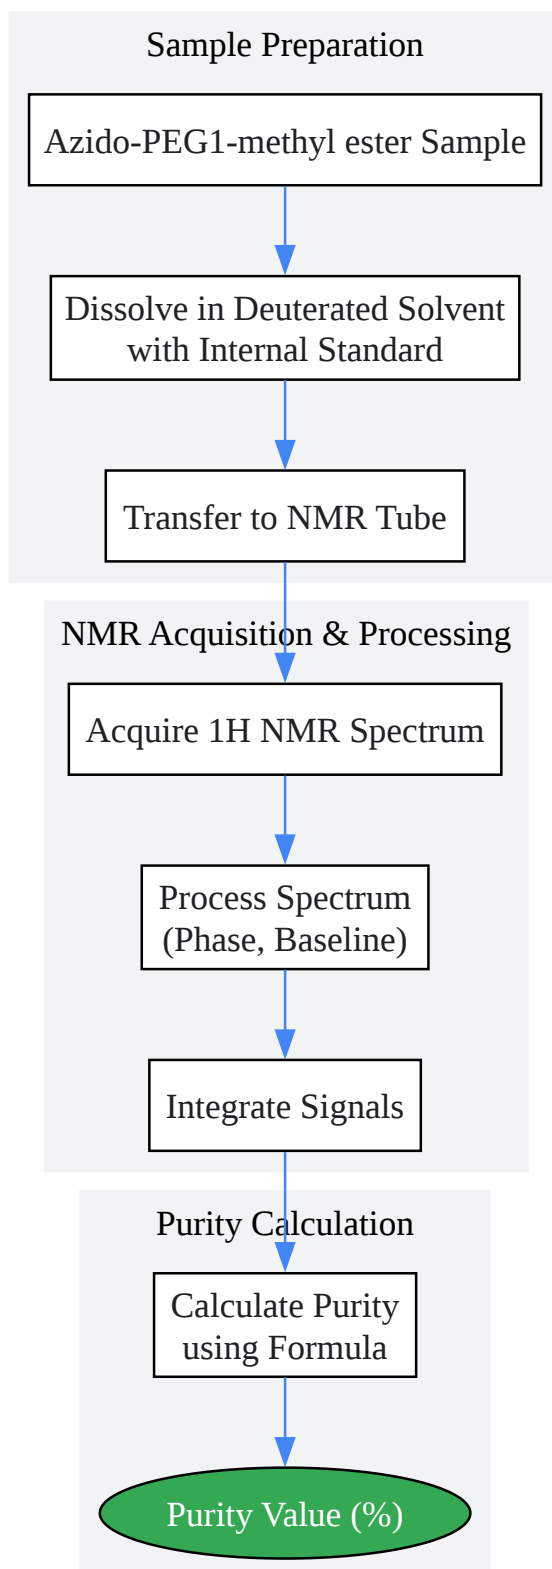 Sample Preparation
Azido-PEG1-methyl ester Sample
Dissolve in Deuterated Solvent
with Internal Standard
Transfer to NMR Tube
NMR Acquisition & Processing
Acquire 1H NMR Spectrum
Process Spectrum
(Phase, Baseline)
Integrate Signals
Purity Calculation
Calculate Purity
using Formula
Purity Value (%)